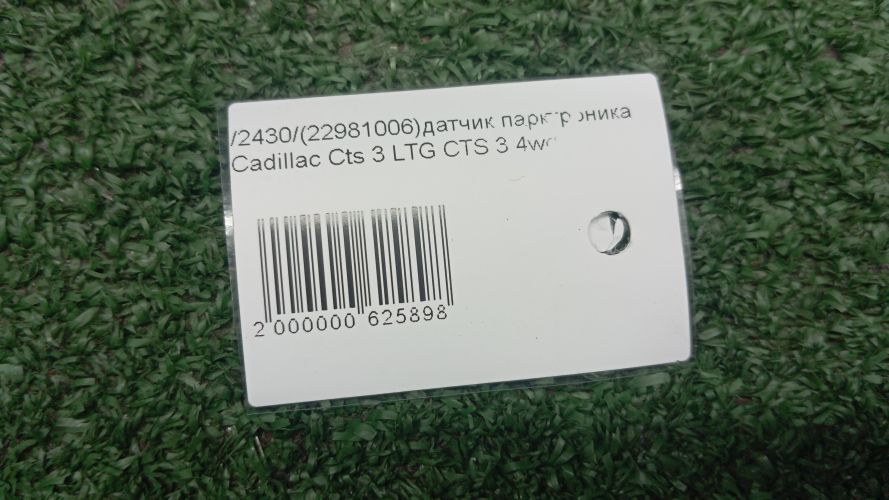 /2430/(22981006)датчик парктроника
Cadillac Cts 3 LTG CTS 3 4wd
2 000000 625898